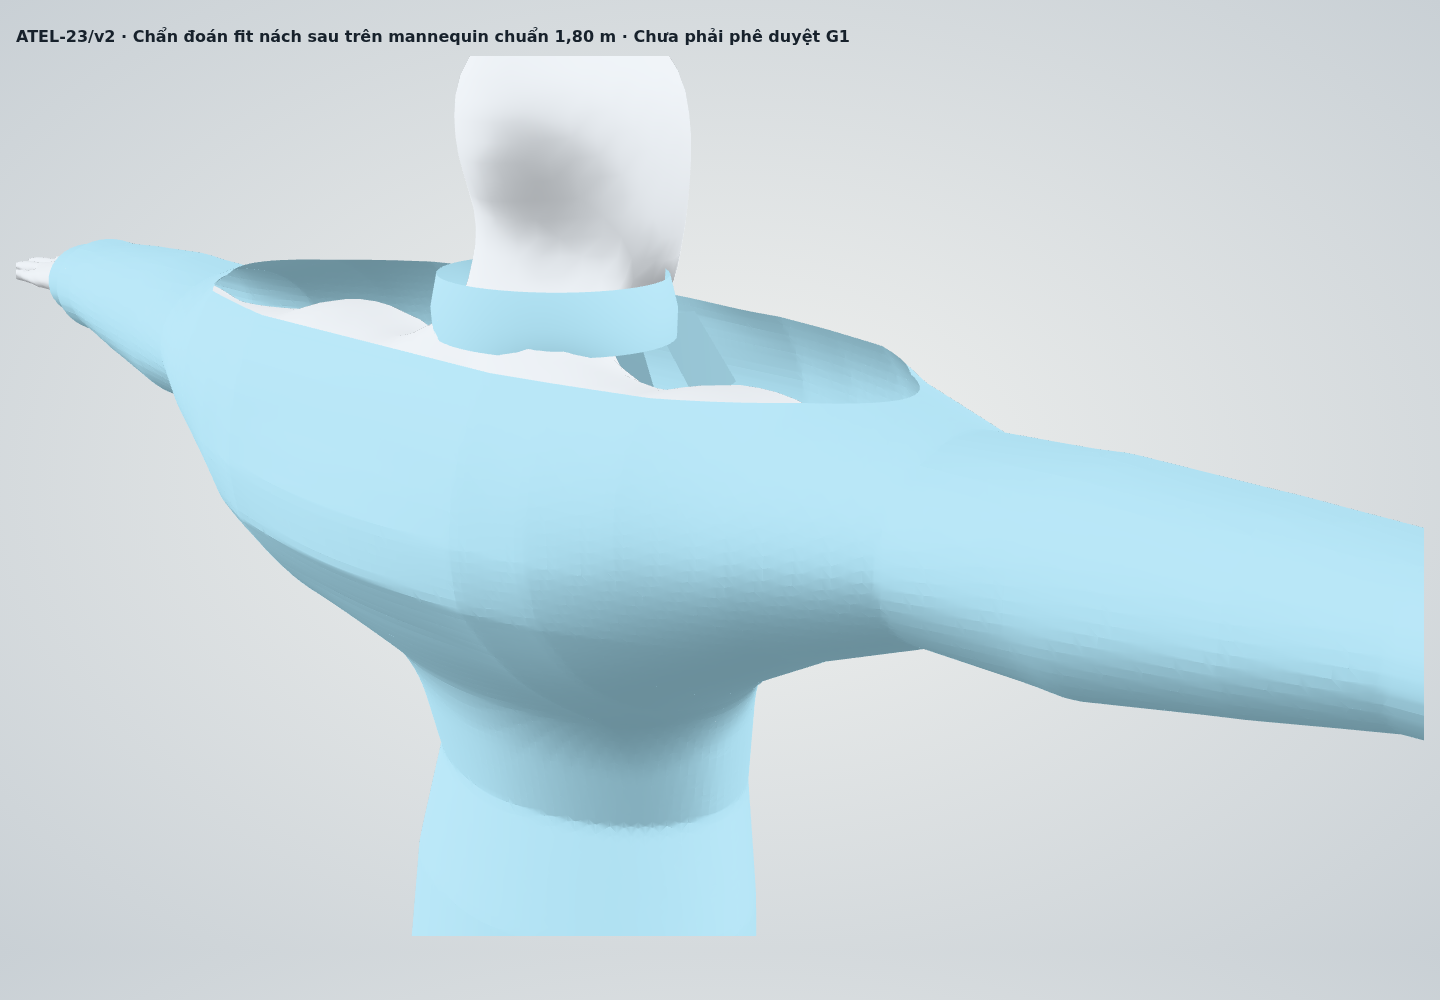 ATEL-23/v2 · Chẩn đoán fit nách sau trên mannequin chuẩn 1,80 m · Chưa phải phê duyệt G1